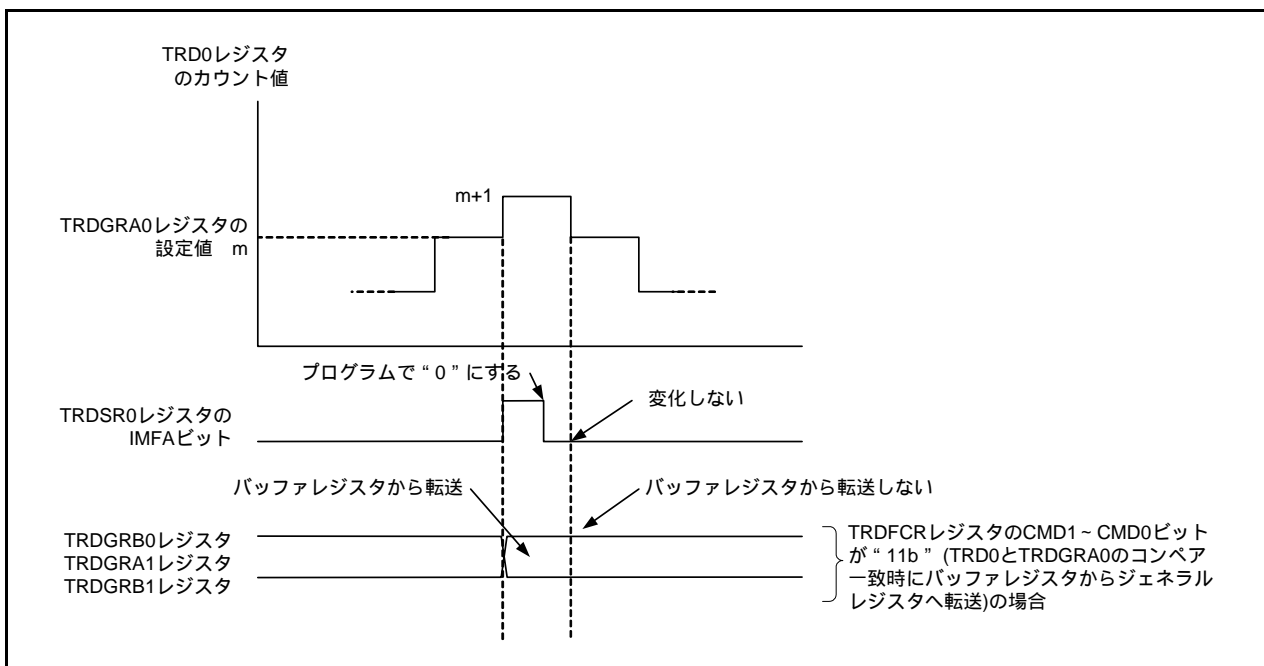 TRD0レジスタ
のカウント値
m+1
TRDGRA0レジスタの
設定値 m
プログラムで“0”にする
変化しない
TRDSR0レジスタの
IMFAビット
バッファレジスタから転送
バッファレジスタから転送しない
TRDGRB0レジスタ
TRDGRA1レジスタ
TRDGRB1レジスタ
TRDFCRレジスタのCMD1~CMD0ビット
が“11b”(TRD0とTRDGRA0のコンペア
一致時にバッファレジスタからジェネラル
レジスタへ転送)の場合